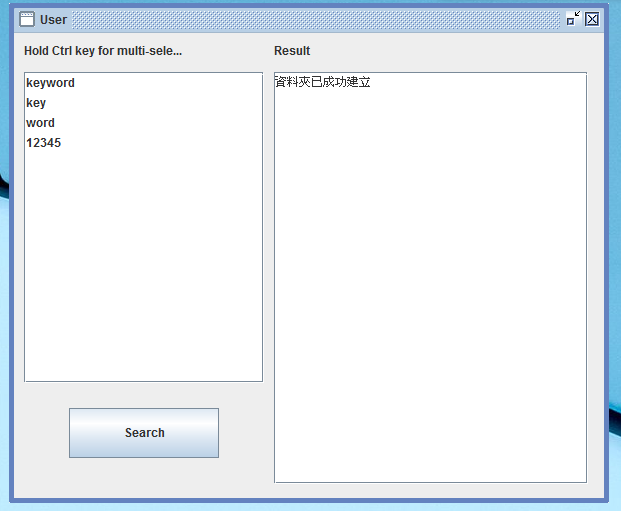 User
Hold Ctrl key for multi-sele...
Result
keyword
key
word
12345
資料夾已成功建立
Search